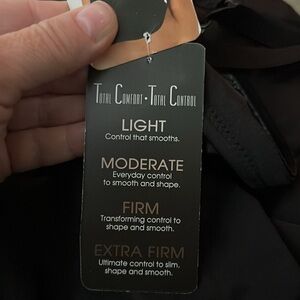 TOTAL COMFORT • TOTAL CONTROL
LIGHT
Control that smooths.
MODERATE
Everyday control
to smooth and shape.
FIRM
Transforming control to
shape and smooth.
EXTRA FIRM
Ultimate control to slim,
shape and smooth.